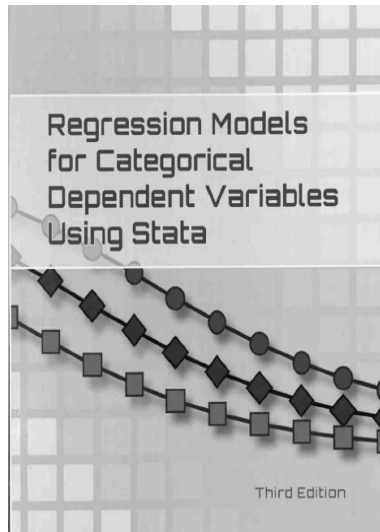 Regression Models
for Categorical
Dependent Variables
Using Stata
Third Edition